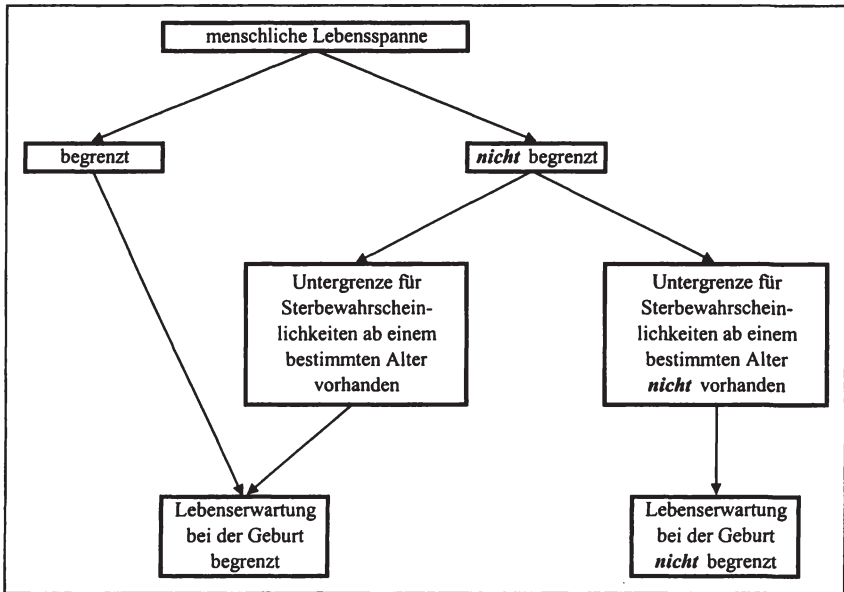 menschliche Lebensspanne
begrenzt
nicht begrenzt
Untergrenze für
Sterbewahrschein-
lichkeiten ab einem
bestimmten Alter
vorhanden
Untergrenze für
Sterbewahrschein-
lichkeiten ab einem
bestimmten Alter
nicht vorhanden
Lebenserwartung
bei der Geburt
begrenzt
Lebenserwartung
bei der Geburt
nicht begrenzt